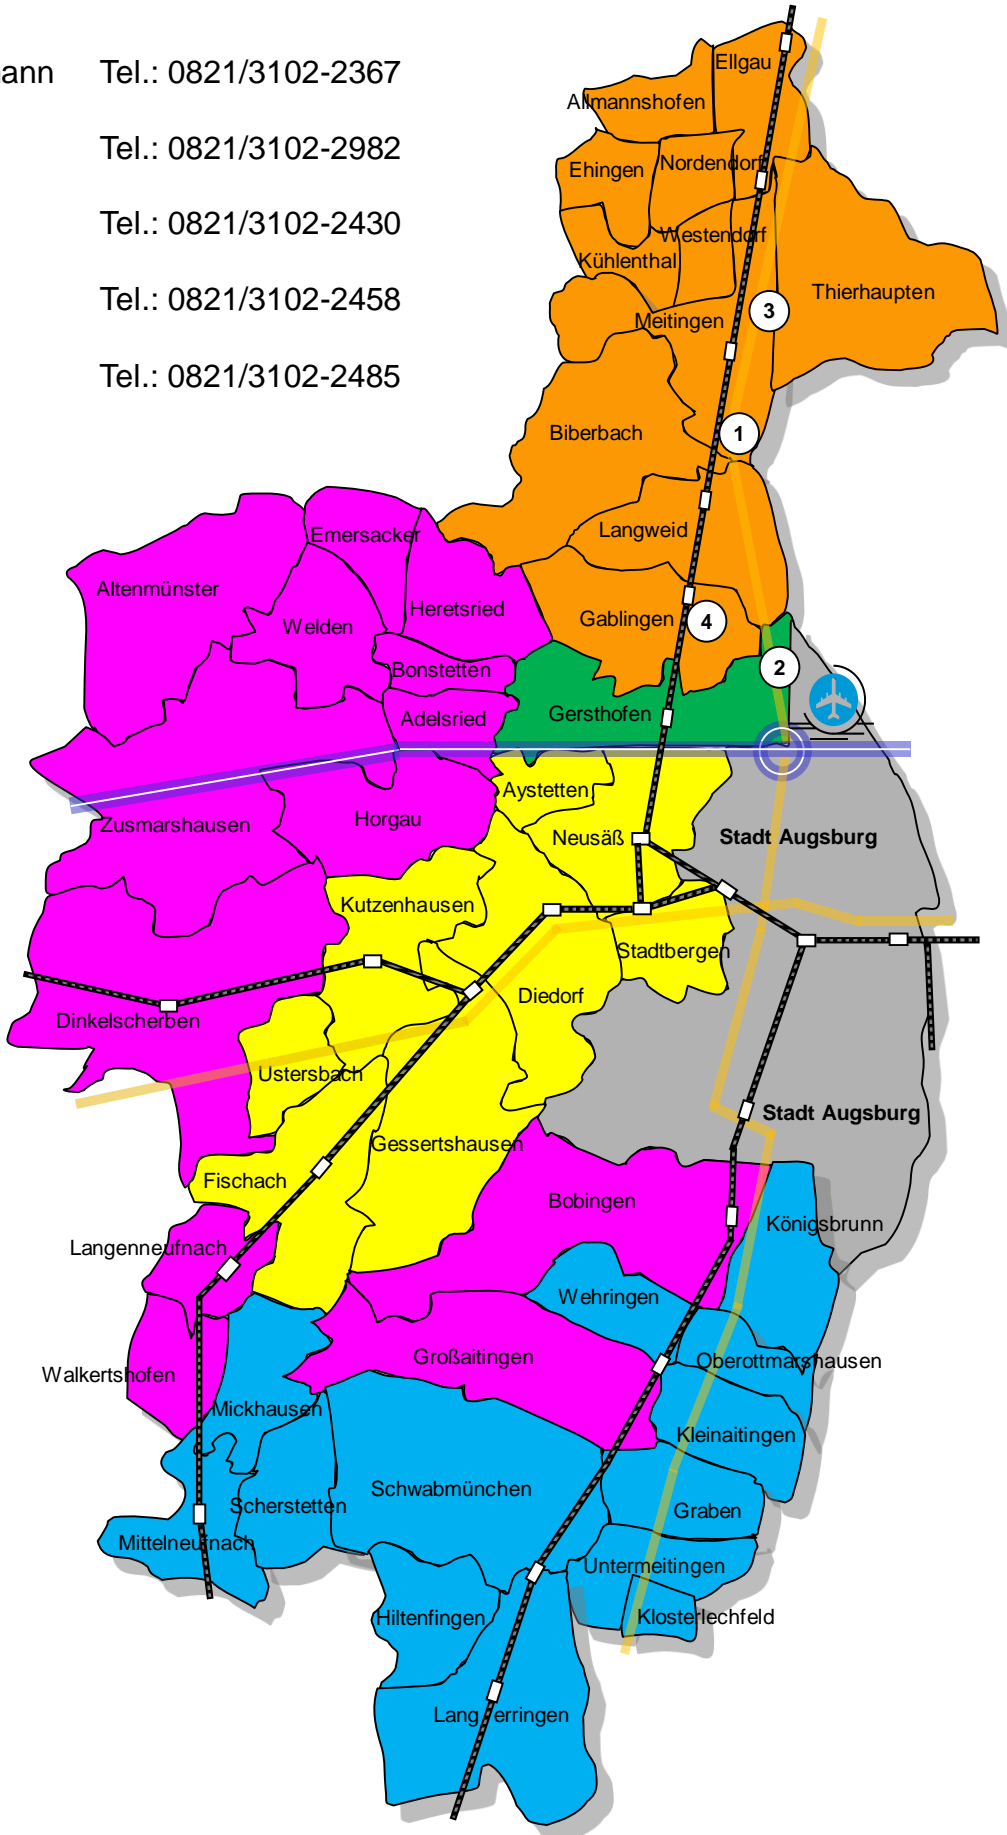 ann Tel.: 0821/3102-2367
Tel.: 0821/3102-2982
Tel.: 0821/3102-2430
Tel.: 0821/3102-2458
Tel.: 0821/3102-2485
Ellgau
Allmannshofen
Ehingen
Nordendorf
Westendorf
Kühlenthal
Thierhaupten
Meitingen
3
Biberbach
1
Langweid
Emersacker
Altenmünster
Heretsried
Welden
Gablingen
4
Bonstetten
2
Adelsried
Gersthofen
Aystetten
Zusmarshausen
Horgau
Neusäß
Stadt Augsburg
Kutzenhausen
Stadtbergen
Diedorf
Dinkelscherben
Ustersbach
Stadt Augsburg
Gessertshausen
Fischach
Bobingen
Königsbrunn
Langenneufnach
Wehringen
Großaitingen
Oberottmarshausen
Walkertshofen
Mickhausen
Kleinaitingen
Schwabmünchen
Scherstetten
Graben
Mittelneufnach
Untermeitingen
Hiltenfingen
Klosterlechfeld
Lang erringen